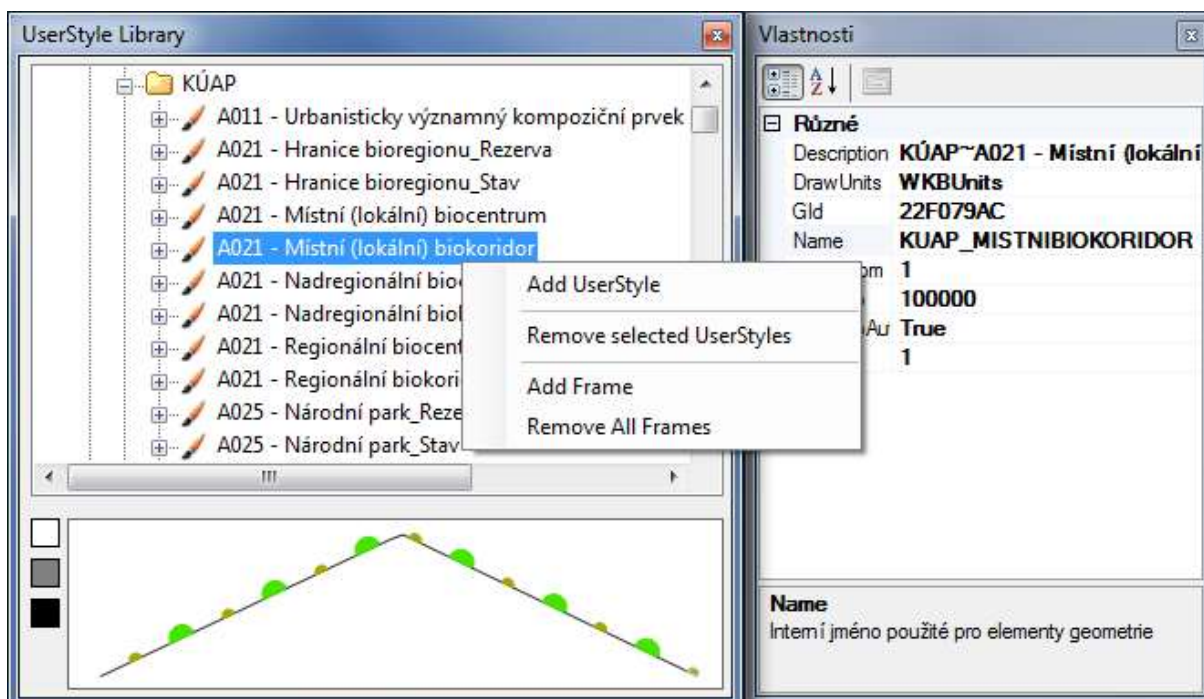 UserStyle Library
KÚAP
A011 - Urbanisticky významný kompoziční prvek
A021 - Hranice bioregionu_Rezerva
A021 - Hranice bioregionu_Stav
A021 - Místní (lokální) biocentrum
A021 - Místní (lokální) biokoridor
A021 - Nadregionální bio
A021 - Nadregionální biol
A021 - Regionální biocent
A021 - Regionální biokori
A025 - Národní park_Reze
A025 - Národní park_Stav
Add UserStyle
Remove selected UserStyles
Add Frame
Remove All Frames
Vlastnosti
Různé
Description KÚAP~A021 - Místní (lokální
DrawUnits WKBUnits
GId 22F079AC
Name KUAP_MISTNIBIOKORIDOR
om 1
100000
Au True
1
Name
Interní jméno použité pro elementy geometrie